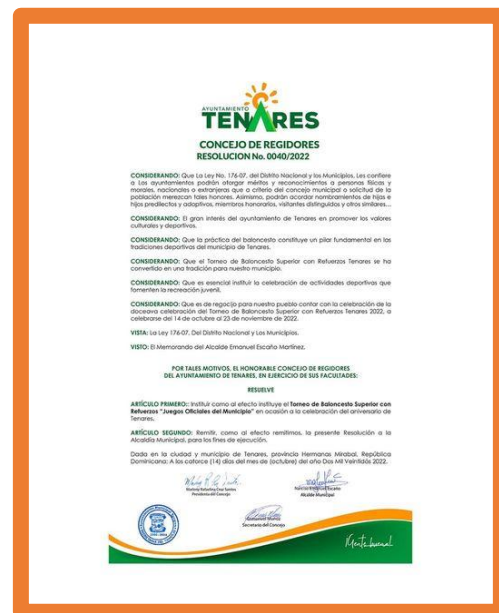 AYUNTAMIENTO
TENARES
CONCEJO DE REGIDORES
RESOLUCION No. 0040/2022
CONSIDERANDO: Que La Ley No. 176-07, del Distrito Nacional y los Municipios. Les confiere
a Los ayuntamientos podrán otorgar méritos y reconocimientos a personas físicas y
morales, nacionales o extranjeras que a criterio del concejo municipal o solicitud de la
población merezcan tales honores. Asimismo, podrán acordar nombramientos de hijas e
hijos predilectos y adoptivos, miembros honorarios, visitantes distinguidos y otros similares...
CONSIDERANDO: El gran interés del ayuntamiento de Tenares en promover los valores
culturales y deportivos.
CONSIDERANDO: Que la práctica del baloncesto constituye un pilar fundamental en las
tradiciones deportivas del municipio de Tenares.
CONSIDERANDO: Que el Torneo de Baloncesto Superior con Refuerzos Tenares se ha
convertido en una tradición para nuestro municipio.
CONSIDERANDO: Que es esencial instituir la celebración de actividades deportivas que
fomenten la recreación juvenil.
CONSIDERANDO: Que es de regocijo para nuestro pueblo contar con la celebración de la
doceava celebración del Torneo de Baloncesto Superior con Refuerzos Tenares 2022, a
celebrarse del 14 de octubre al 23 de noviembre de 2022.
VISTA: La Ley 176-07. Del Distrito Nacional y Los Municipios.
VISTO: El Memorando del Alcalde Emanuel Escaño Martínez.
POR TALES MOTIVOS, EL HONORABLE CONCEJO DE REGIDORES
DEL AYUNTAMIENTO DE TENARES, EN EJERCICIO DE SUS FACULTADES:
RESUELVE
ARTÍCULO PRIMERO: Instituir como al efecto instituye el Torneo de Baloncesto Superior con
Refuerzos "Juegos Oficiales del Municipio" en ocasión a la celebración del aniversario de
Tenares.
ARTÍCULO SEGUNDO: Remitir, como al efecto remitimos, la presente Resolución a la
Alcaldía Municipal, para los fines de ejecución.
Dada en la ciudad y municipio de Tenares, provincia Hermanas Mirabal, República
Dominicana; A los catorce (14) días del mes de (octubre) del año Dos Mil Veintidós 2022.
Presidenta del Concejo
Alcalde Municipal
Secretaria del Concejo